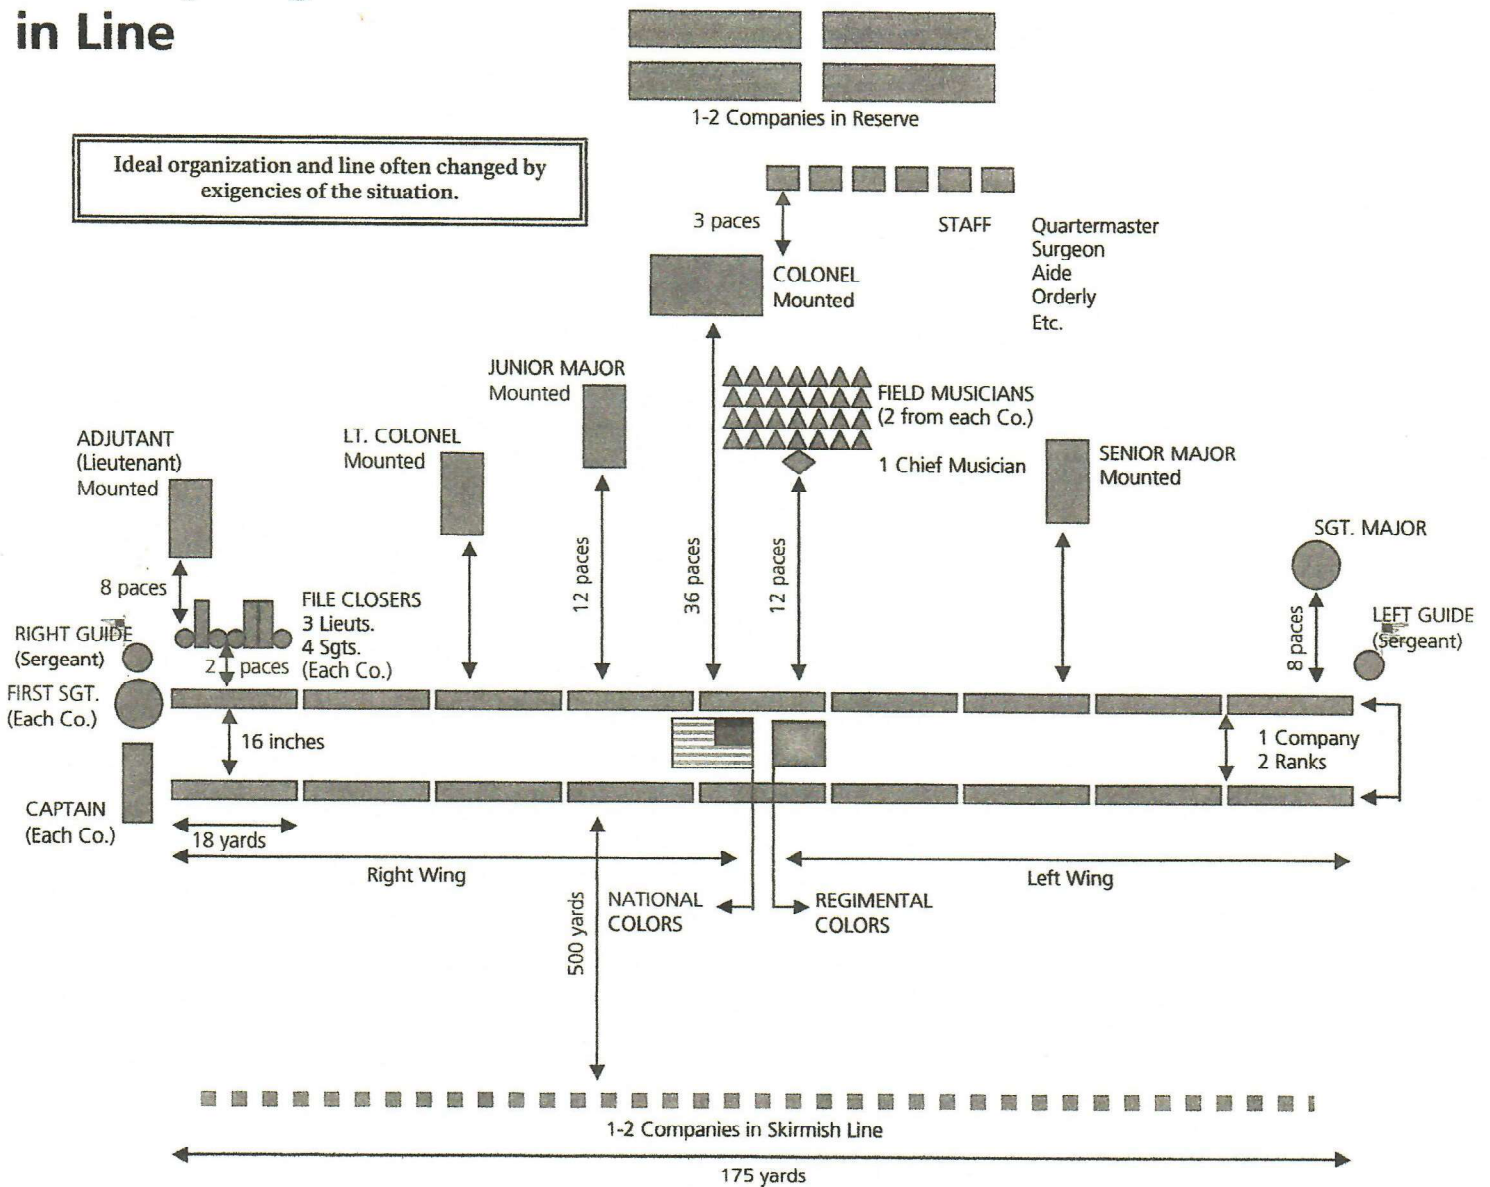 in Line
1-2 Companies in Reserve
Ideal organization and line often changed by
exigencies of the situation.
3 paces
STAFF
Quartermaster
Surgeon
Aide
Orderly
Etc.
COLONEL
Mounted
JUNIOR MAJOR
Mounted
FIELD MUSICIANS
(2 from each Co.)
1 Chief Musician
ADJUTANT
(Lieutenant)
Mounted
LT. COLONEL
Mounted
SENIOR MAJOR
Mounted
SGT. MAJOR
8 paces
FILE CLOSERS
3 Lieuts.
4 Sgts.
(Each Co.)
12 paces
36 paces
12 paces
8 paces
LEFT GUIDE
(Sergeant)
RIGHT GUIDE
(Sergeant)
2 paces
FIRST SGT.
(Each Co.)
16 inches
1 Company
2 Ranks
CAPTAIN
(Each Co.)
18 yards
Right Wing
Left Wing
500 yards
NATIONAL
COLORS
REGIMENTAL
COLORS
1-2 Companies in Skirmish Line
175 yards